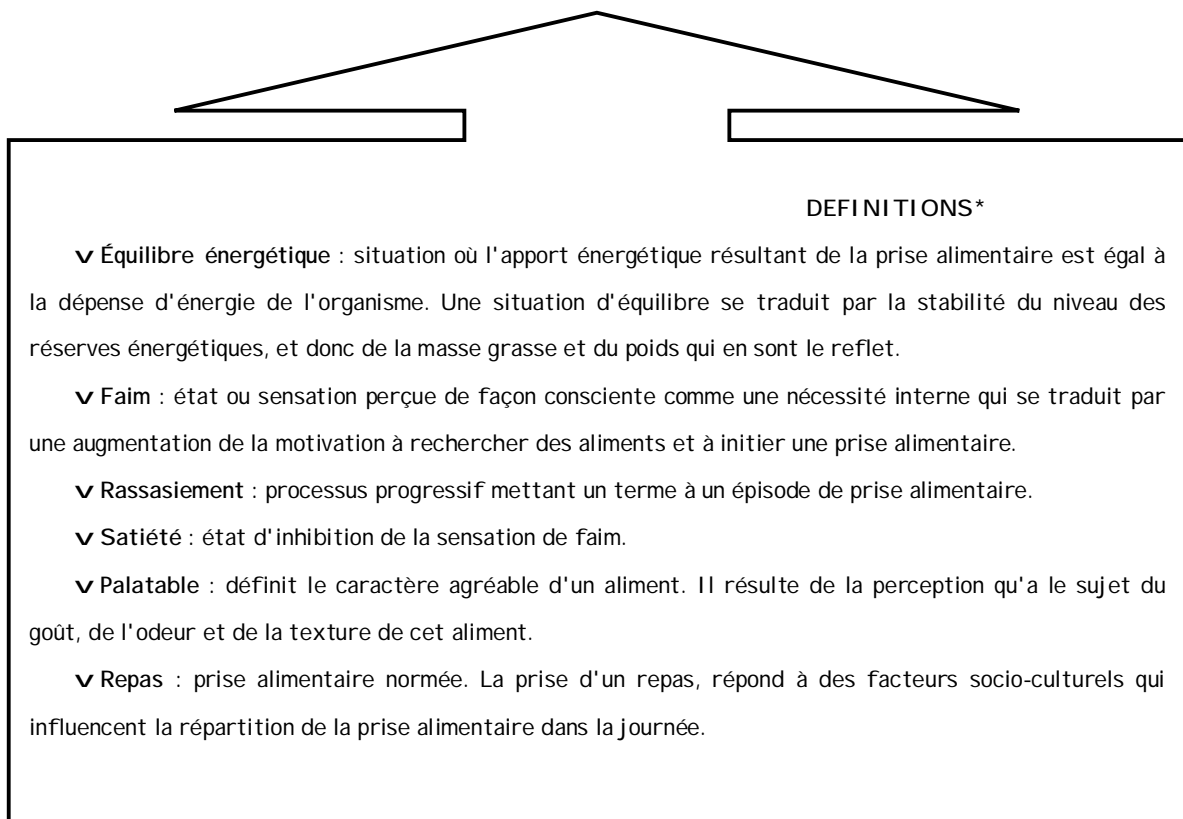 DEFINITIONS*
v Équilibre énergétique : situation où l'apport énergétique résultant de la prise alimentaire est égal à
la dépense d'énergie de l'organisme. Une situation d'équilibre se traduit par la stabilité du niveau des
réserves énergétiques, et donc de la masse grasse et du poids qui en sont le reflet.
v Faim : état ou sensation perçue de façon consciente comme une nécessité interne qui se traduit par
une augmentation de la motivation à rechercher des aliments et à initier une prise alimentaire.
v Rassasiement : processus progressif mettant un terme à un épisode de prise alimentaire.
v Satiété : état d'inhibition de la sensation de faim.
v Palatable : définit le caractère agréable d'un aliment. Il résulte de la perception qu'a le sujet du
goût, de l'odeur et de la texture de cet aliment.
v Repas : prise alimentaire normée. La prise d'un repas, répond à des facteurs socio-culturels qui
influencent la répartition de la prise alimentaire dans la journée.